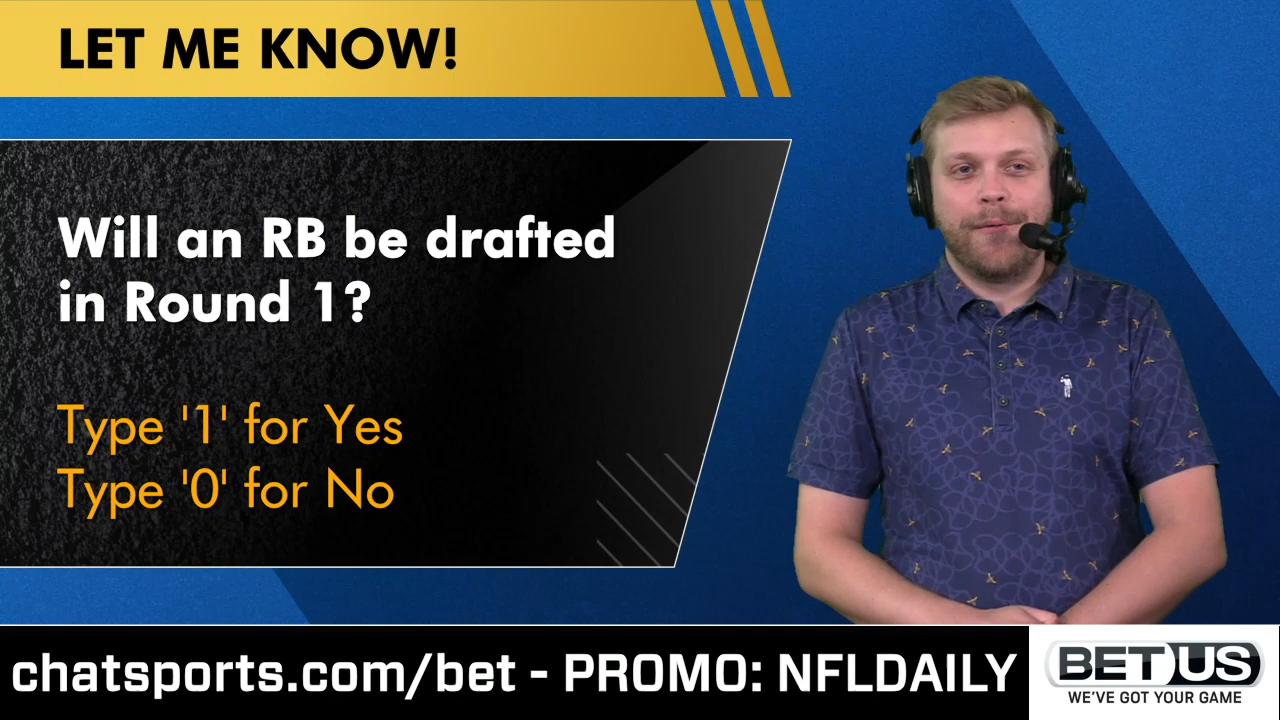 LET ME KNOW!
Will an RB be drafted
in Round 1?
Type '1' for Yes
Type '0' for No
chatsports.com/bet - PROMO: NFLDAILY
BETUS
WE'VE GOT YOUR GAME